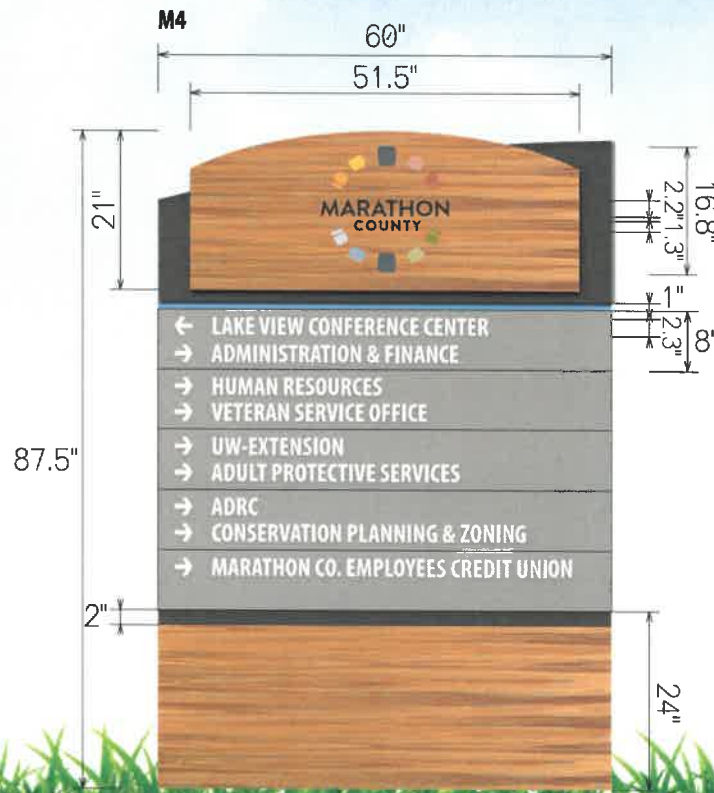 M4
60"
51.5"
21"
16.8"
2.2"
1.3"
MARATHON
COUNTY
1"
2.3"
8"
← LAKE VIEW CONFERENCE CENTER
→ ADMINISTRATION & FINANCE
→ HUMAN RESOURCES
→ VETERAN SERVICE OFFICE
→ UW-EXTENSION
→ ADULT PROTECTIVE SERVICES
→ ADRC
→ CONSERVATION PLANNING & ZONING
→ MARATHON CO. EMPLOYEES CREDIT UNION
87.5"
2"
24"